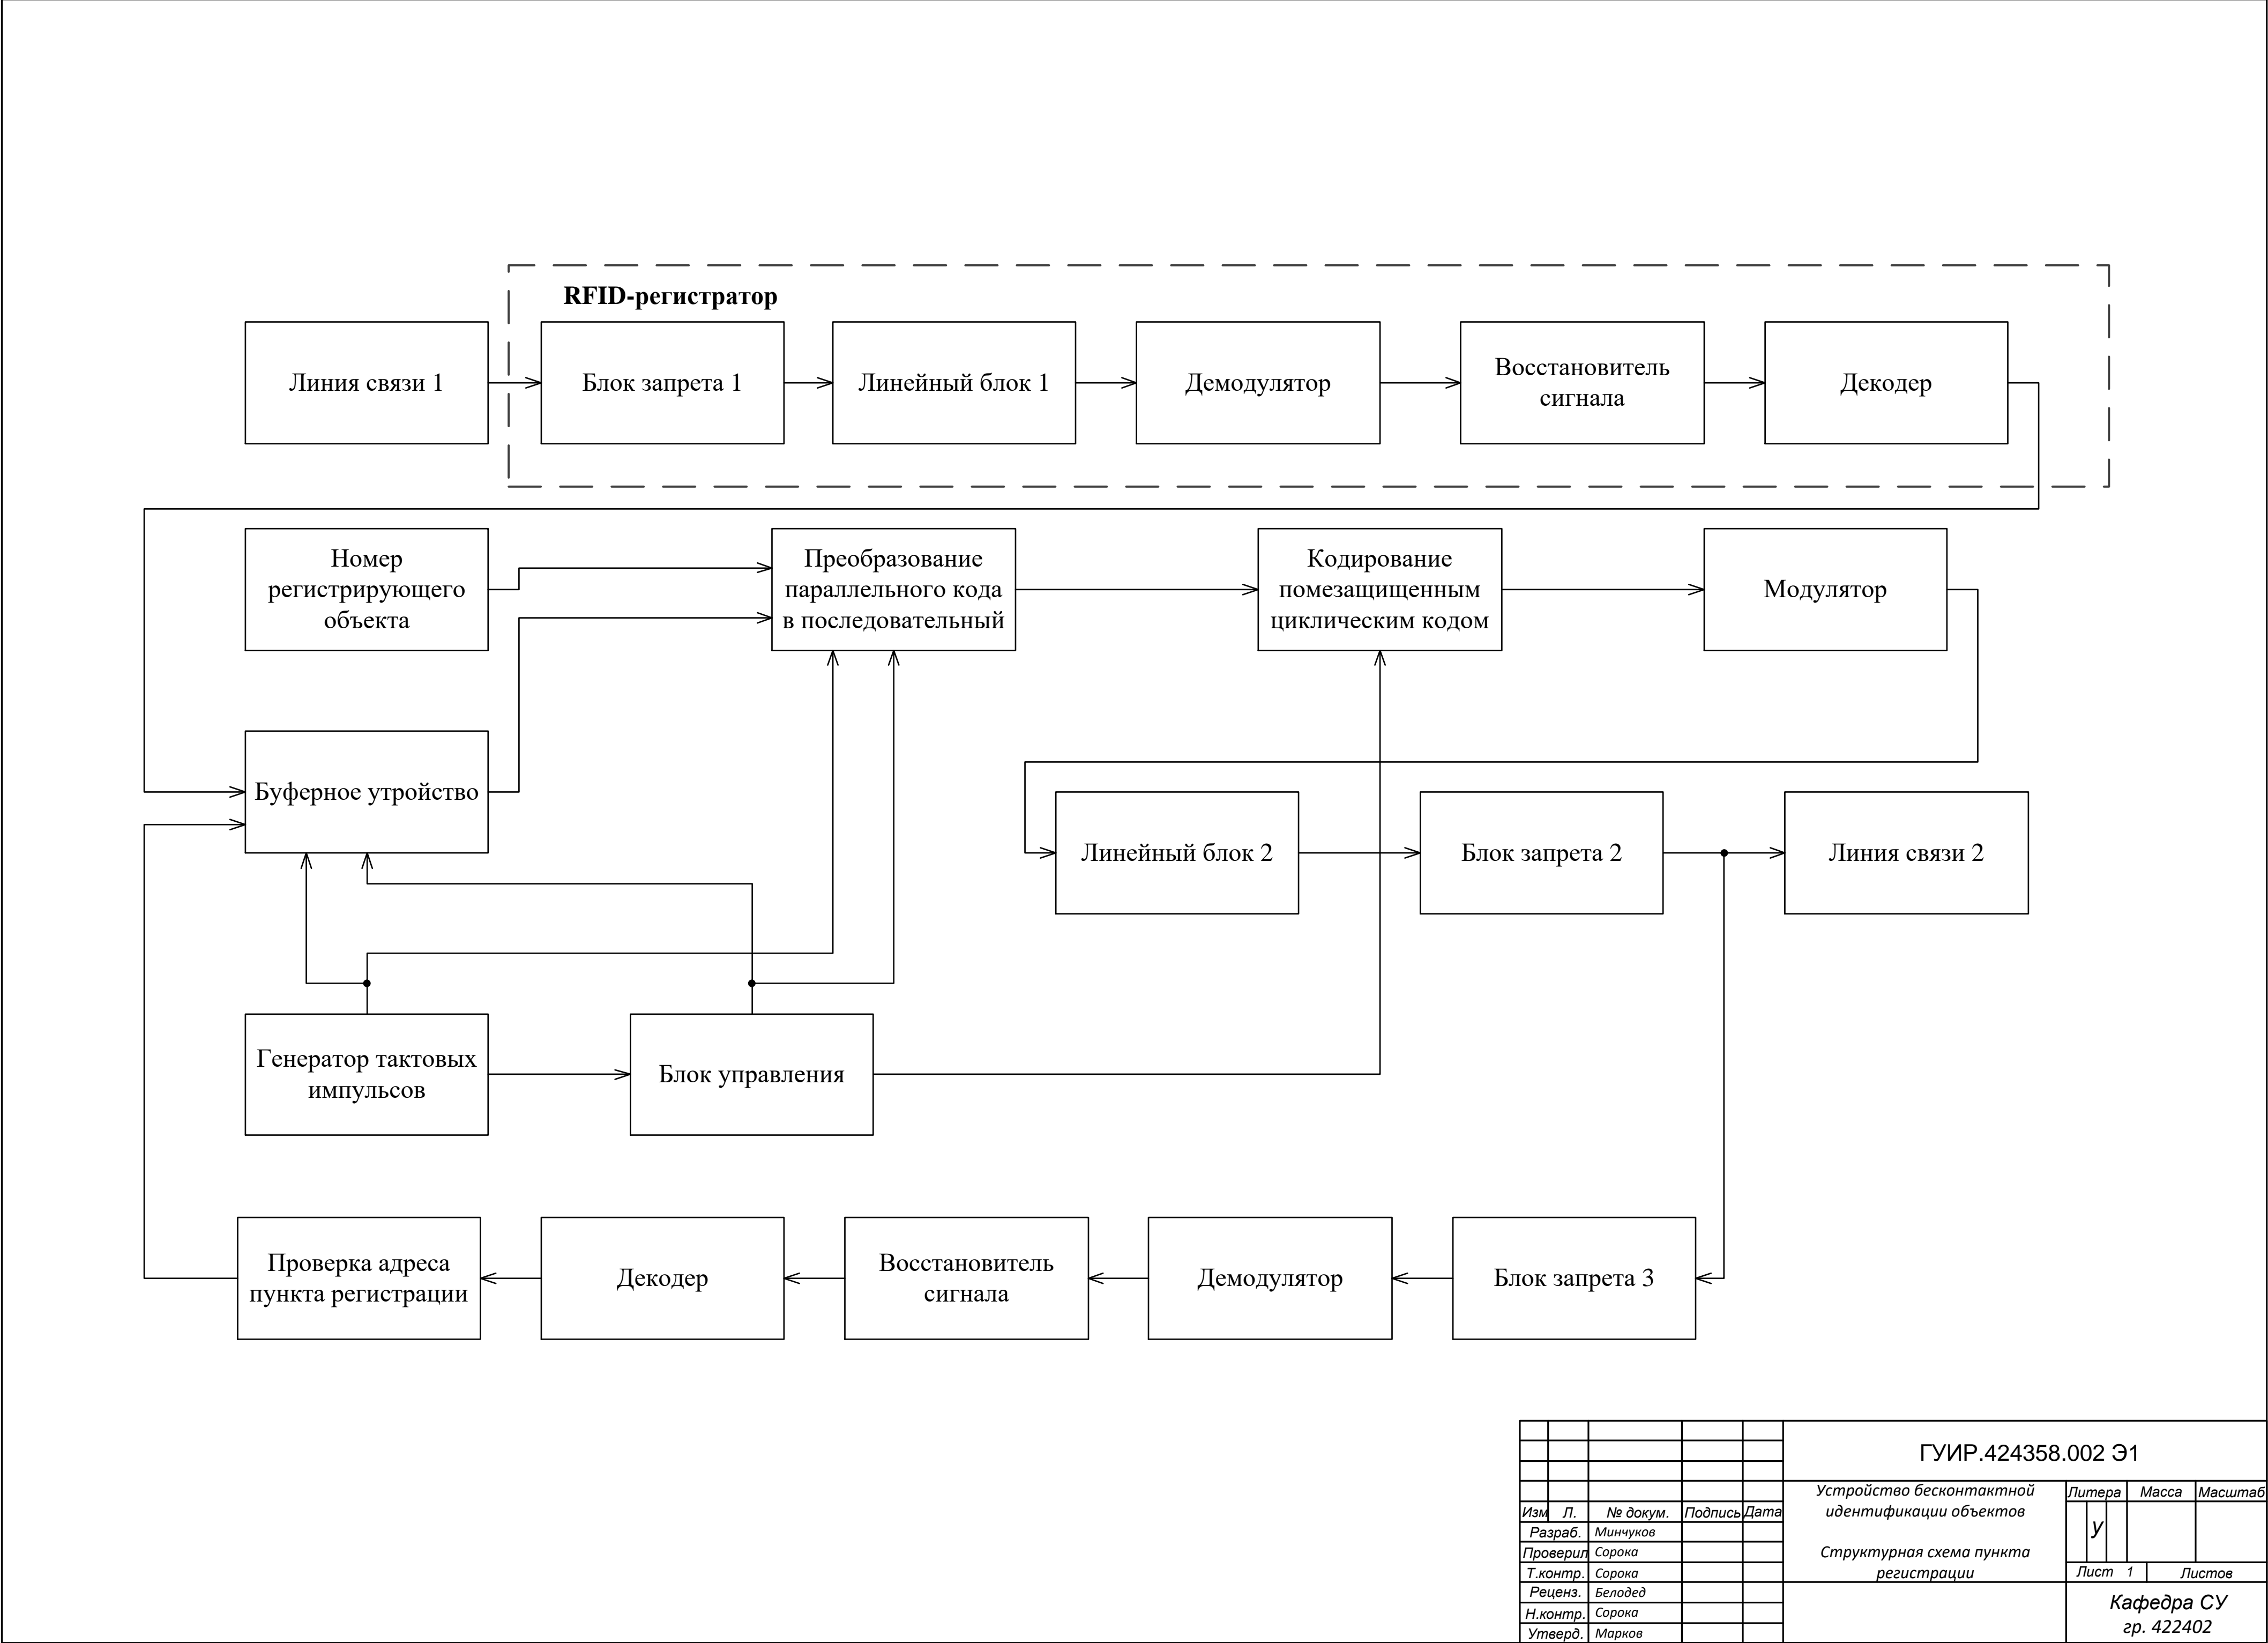 RFID-регистратор
Линия связи 1
Блок запрета 1
Линейный блок 1
Демодулятор
Восстановитель
сигнала
Декодер
Номер
регистрирующего
объекта
Преобразование
параллельного кода
в последовательный
Кодирование
помезащищенным
циклическим кодом
Модулятор
Буферное утройство
Линейный блок 2
Блок запрета 2
Линия связи 2
Генератор тактовых
импульсов
Блок управления
Проверка адреса
пункта регистрации
Декодер
Восстановитель
сигнала
Демодулятор
Блок запрета 3
ГУИР.424358.002 Э1
Устройство бесконтактной
идентификации объектов
Структурная схема пункта
регистрации
Литера Масса Масштаб
У
Лист 1 Листов
Кафедра СУ
гр. 422402
Изм Л. № докум. Подпись Дата
Разраб. Минчуков
Проверил Сорока
Т.контр. Сорока
Реценз. Белодед
Н.контр. Сорока
Утверд. Марков